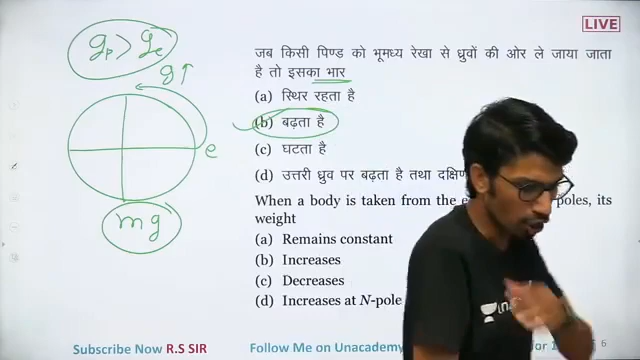 LIVE
gp > ge
g↑
e
mg
जब किसी पिण्ड को भूमध्य रेखा से ध्रुवों की ओर ले जाया जाता
है तो इसका भार
(a) स्थिर रहता है
(b) बढ़ता है
(c) घटता है
(d) उत्तरी ध्रुव पर बढ़ता है तथा
When a body is taken from the poles, its
weight
(a) Remains constant
(b) Increases
(c) Decreases
(d) Increases at N-pole
Subscribe Now R.S SIR
Follow Me on Unacademy
6